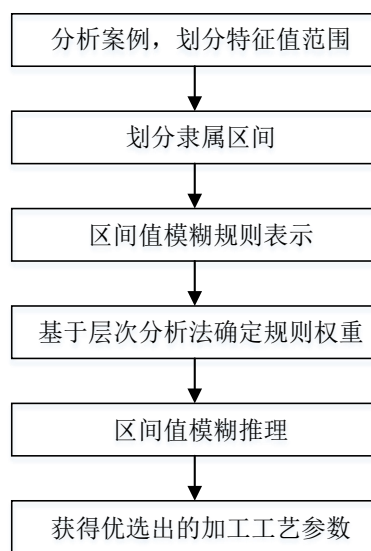 分析案例，划分特征值范围
划分隶属区间
区间值模糊规则表示
基于层次分析法确定规则权重
区间值模糊推理
获得优选出的加工工艺参数